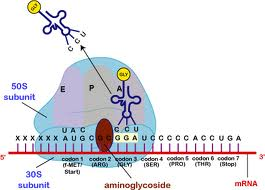 GLY
C C U
GLY
50S
subunit
E P A
U A C C C U
X X X X X X A U G C G C G G A U C C C C C A C C U G A
5' 3'
codon 1 codon 2 codon 3 codon 4 codon 5 codon 6 codon 7
(f-MET/ (ARG) (GLY) (SER) (PRO) (THR) (Stop)
Start)
mRNA
30S
subunit
aminoglycoside